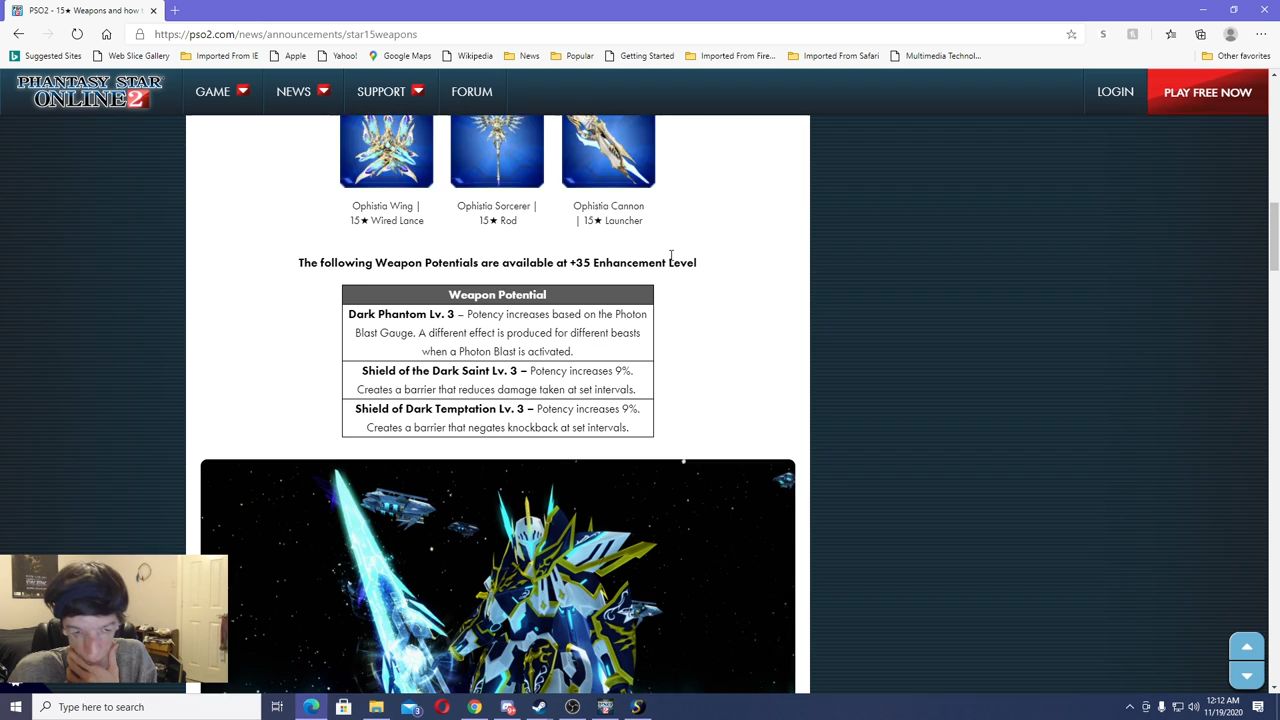 PSO2 - 15★ Weapons and how t
https://pso2.com/news/announcements/star15weapons
Suggested Sites
Web Slice Gallery
Imported From IE
Apple
Yahoo!
Google Maps
Wikipedia
News
Popular
Getting Started
Imported From Fire...
Imported From Safari
Multimedia Technol...
Other favorites
PHANTASY STAR
ONLINE 2
GAME
NEWS
SUPPORT
FORUM
LOGIN
PLAY FREE NOW
Ophistia Wing |
15★ Wired Lance
Ophistia Sorcerer |
15★ Rod
Ophistia Cannon
| 15★ Launcher
The following Weapon Potentials are available at +35 Enhancement Level
Weapon Potential
Dark Phantom Lv. 3 – Potency increases based on the Photon
Blast Gauge. A different effect is produced for different beasts
when a Photon Blast is activated.
Shield of the Dark Saint Lv. 3 – Potency increases 9%.
Creates a barrier that reduces damage taken at set intervals.
Shield of Dark Temptation Lv. 3 – Potency increases 9%.
Creates a barrier that negates knockback at set intervals.
Type here to search
12:12 AM
11/19/2020